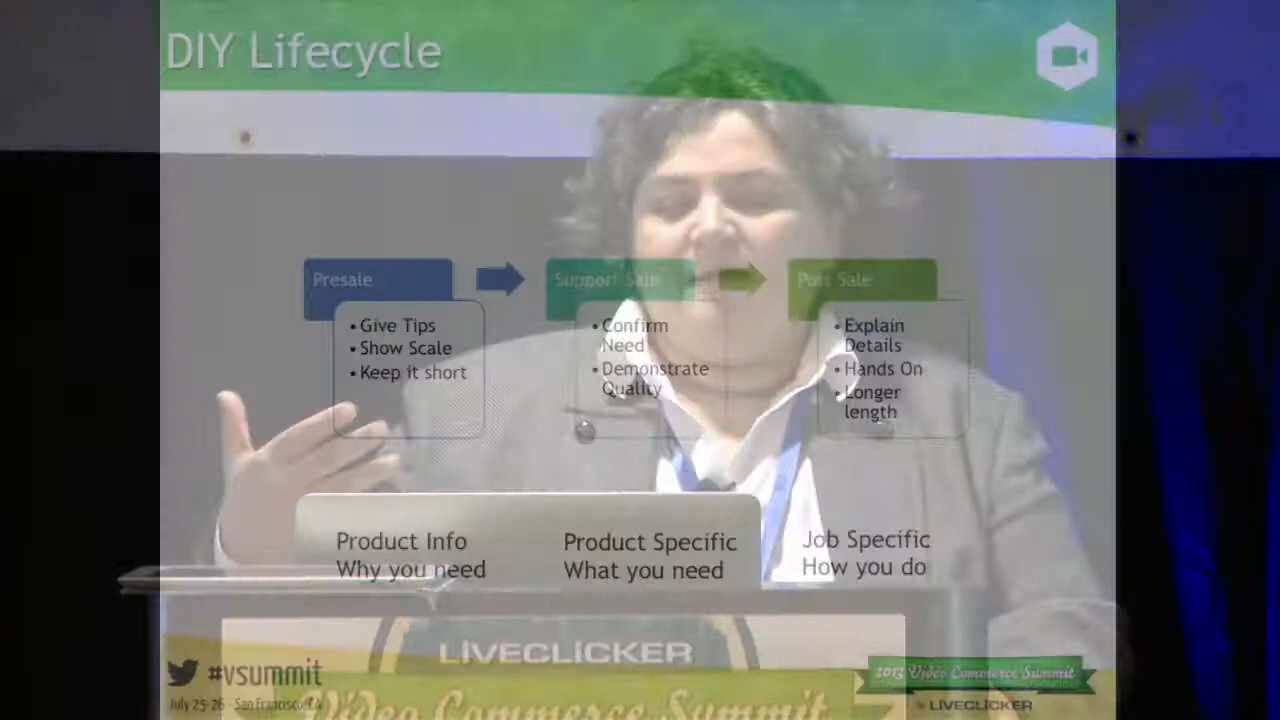 DIY Lifecycle
Presale
• Give Tips
• Show Scale
• Keep it short
Support Sale
• Confirm
Need
• Demonstrate
Quality
Post Sale
• Explain
Details
• Hands On
• Longer
length
Product Info
Why you need
Product Specific
What you need
Job Specific
How you do
LIVECLICKER
Video Commerce Summit
#vsummit
July 25-26 San Francisco, CA
2013 Video Commerce Summit
LIVECLICKER